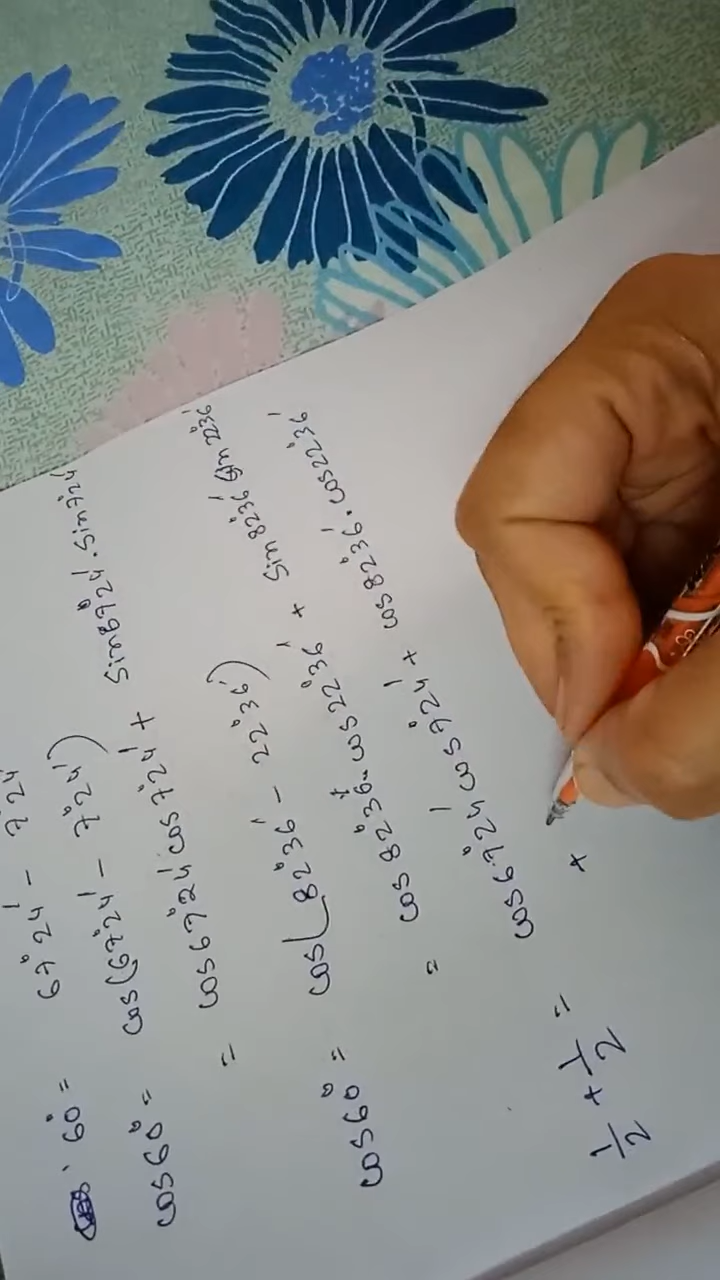 60° = 67°24' - 7°24'
cos60° = cos(67°24' - 7°24')
= cos67°24' cos7°24' + sin67°24'. sin7°24'
cos60° = cos(82°36' - 22°36')
= cos82°36'. cos22°36' + sin82°36' sin22°36'
cos67°24' cos7°24' + cos82°36'. cos22°36'
1/2 + 1/2 =
+